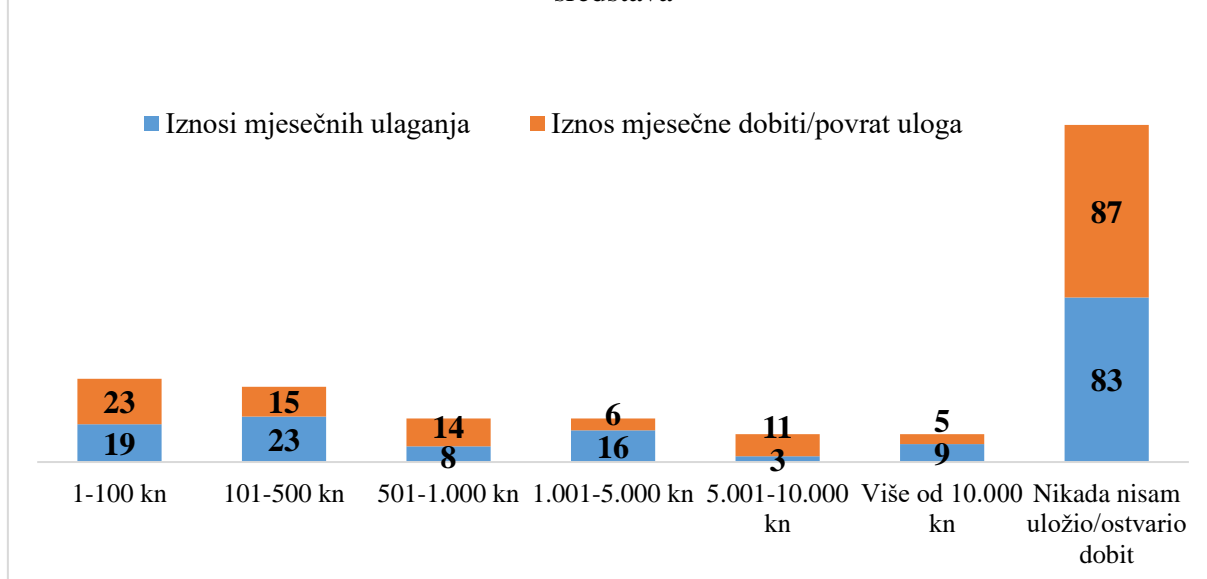 sredstava
Iznosi mjesečnih ulaganja
Iznos mjesečne dobiti/povrat uloga
87
83
23
15
14
6
11
5
19
23
8
16
3
9
1-100 kn
101-500 kn
501-1.000 kn
1.001-5.000 kn
5.001-10.000
kn
Više od 10.000
kn
Nikada nisam
uložio/ostvario
dobit